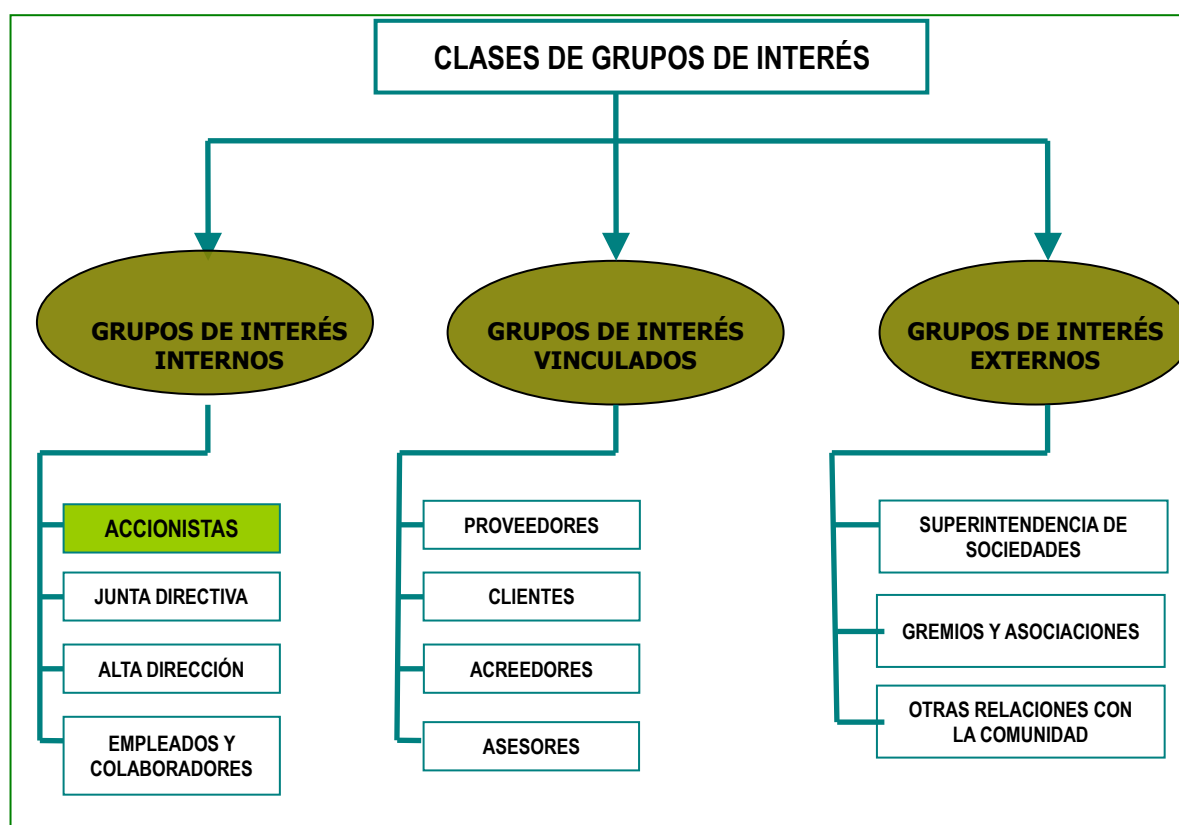 CLASES DE GRUPOS DE INTERÉS
GRUPOS DE INTERÉS
INTERNOS
GRUPOS DE INTERÉS
VINCULADOS
GRUPOS DE INTERÉS
EXTERNOS
ACCIONISTAS
JUNTA DIRECTIVA
ALTA DIRECCIÓN
EMPLEADOS Y
COLABORADORES
PROVEEDORES
CLIENTES
ACREEDORES
ASESORES
SUPERINTENDENCIA DE
SOCIEDADES
GREMIOS Y ASOCIACIONES
OTRAS RELACIONES CON
LA COMUNIDAD